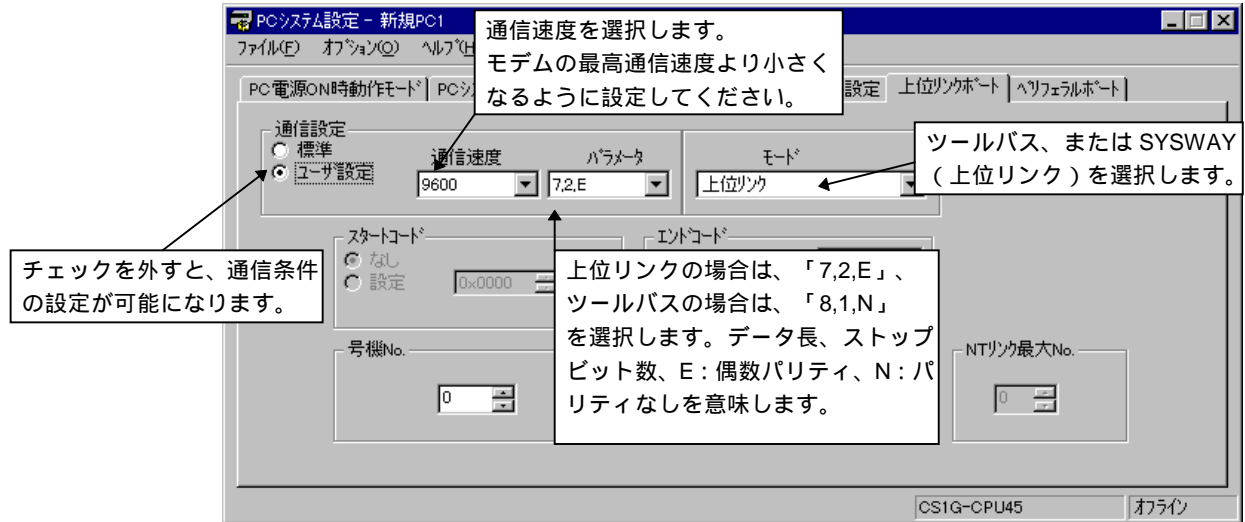 PCシステム設定 - 新規PC1
通信速度を選択します。
モデムの最高通信速度より小さく
なるように設定してください。
ファイル(F) オプション(O) ヘルプ(H
PC電源ON時動作モード PCシ
設定 上位リンクポート ペリフェラルポート
通信設定
標準
ユーザ設定
通信速度 パラメータ モード
9600 7,2,E 上位リンク
ツールバス、または SYSWAY
(上位リンク)を選択します。
チェックを外すと、通信条件
の設定が可能になります。
スタートコード エンドコード
なし
設定 0x0000
上位リンクの場合は、「7,2,E」、
ツールバスの場合は、「8,1,N」
を選択します。データ長、ストップ
ビット数、E:偶数パリティ、N:パ
リティなしを意味します。
号機No. NTリンク最大No.
0 0
CS1G-CPU45 オフライン